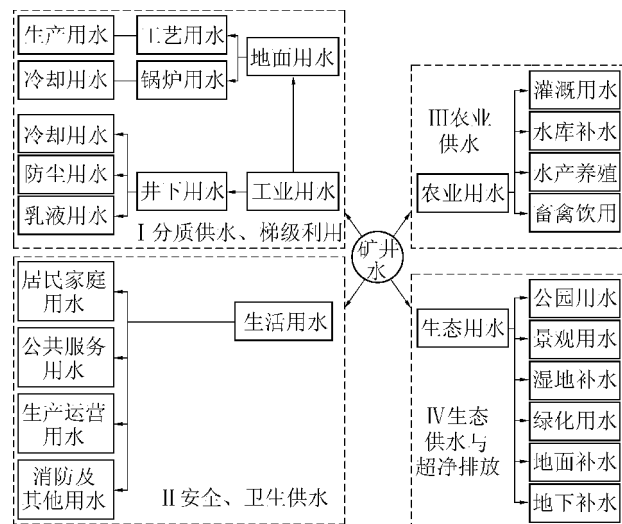 生产用水
工艺用水
地面用水
冷却用水
锅炉用水
冷却用水
防尘用水
井下用水
工业用水
乳液用水
Ⅰ分质供水、梯级利用
矿井
水
灌溉用水
Ⅲ农业
供水
水库补水
水产养殖
农业用水
畜禽饮用
居民家庭
用水
生活用水
公共服务
用水
生产运营
用水
消防及
其他用水
Ⅱ安全、卫生供水
公园用水
生态用水
景观用水
湿地补水
Ⅳ生态
供水与
超净排放
绿化用水
地面补水
地下补水